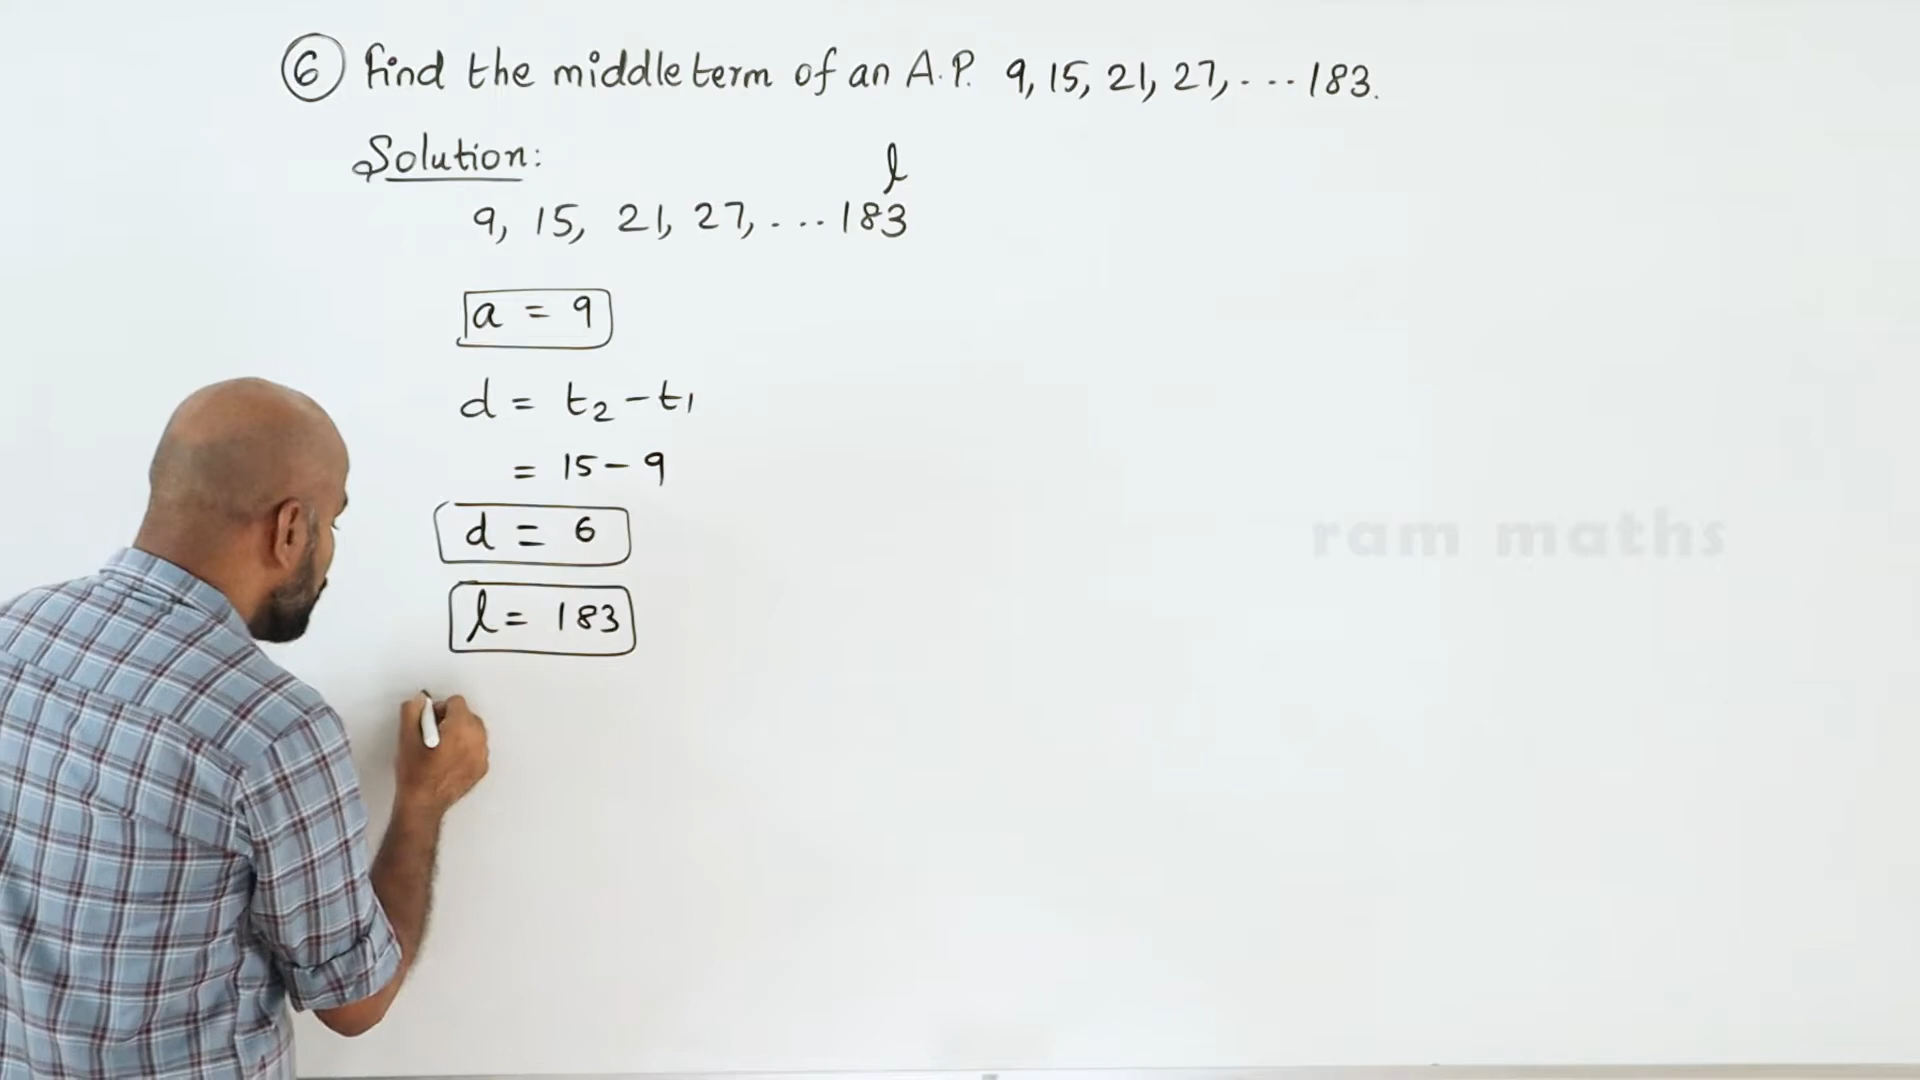 6 Find the middle term of an A.P. 9, 15, 21, 27, ... 183.
Solution:
l
9, 15, 21, 27, ... 183
a = 9
d = t₂ - t₁
= 15 - 9
d = 6
l = 183
ram maths